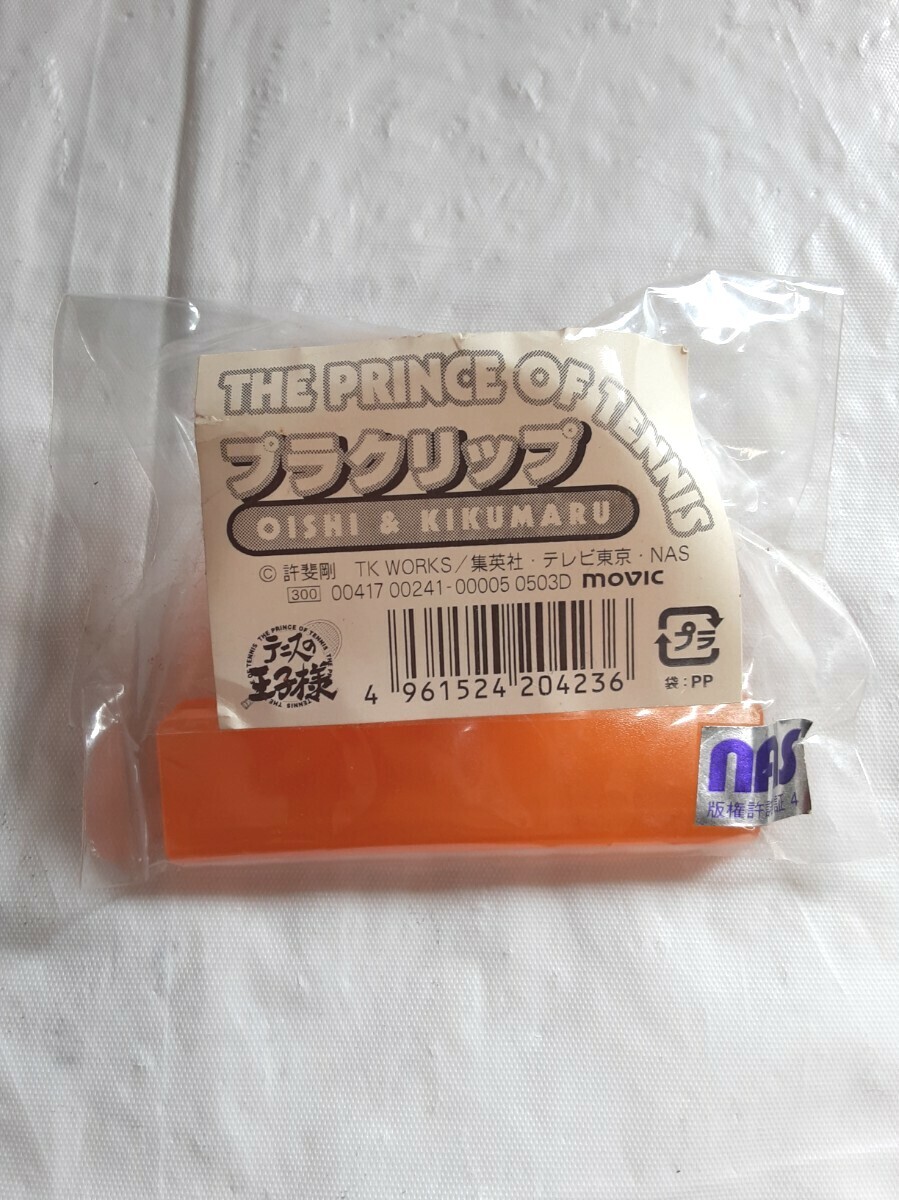 THE PRINCE OF TENNIS
プラクリップ
OISHI & KIKUMARU
© 許斐剛 TK WORKS/集英社・テレビ東京・NAS
300 00417 00241-00005 0503D movic
テニスの
王子様
4 961524 204236
プラ
袋:PP
nas
版権許諾証 4